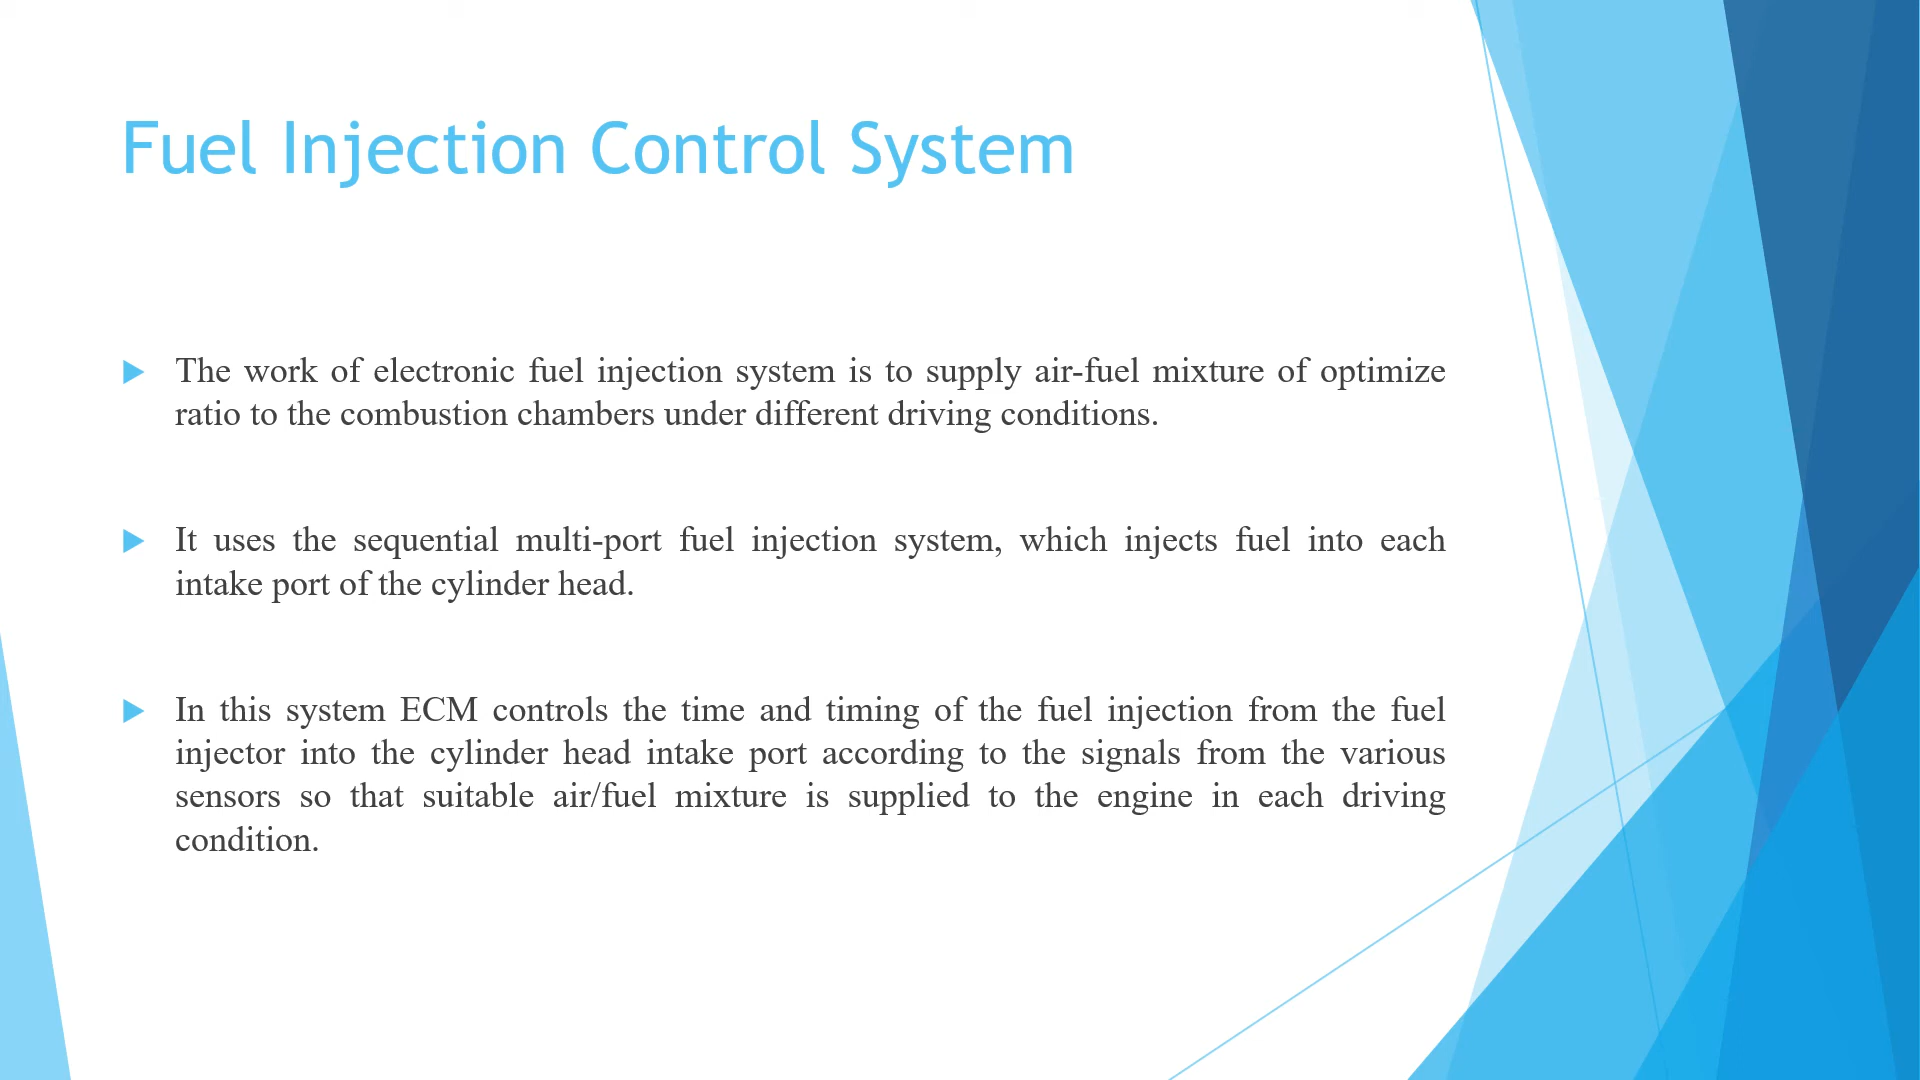 Fuel Injection Control System
The work of electronic fuel injection system is to supply air-fuel mixture of optimize
ratio to the combustion chambers under different driving conditions.
It uses the sequential multi-port fuel injection system, which injects fuel into each
intake port of the cylinder head.
In this system ECM controls the time and timing of the fuel injection from the fuel
injector into the cylinder head intake port according to the signals from the various
sensors so that suitable air/fuel mixture is supplied to the engine in each driving
condition.